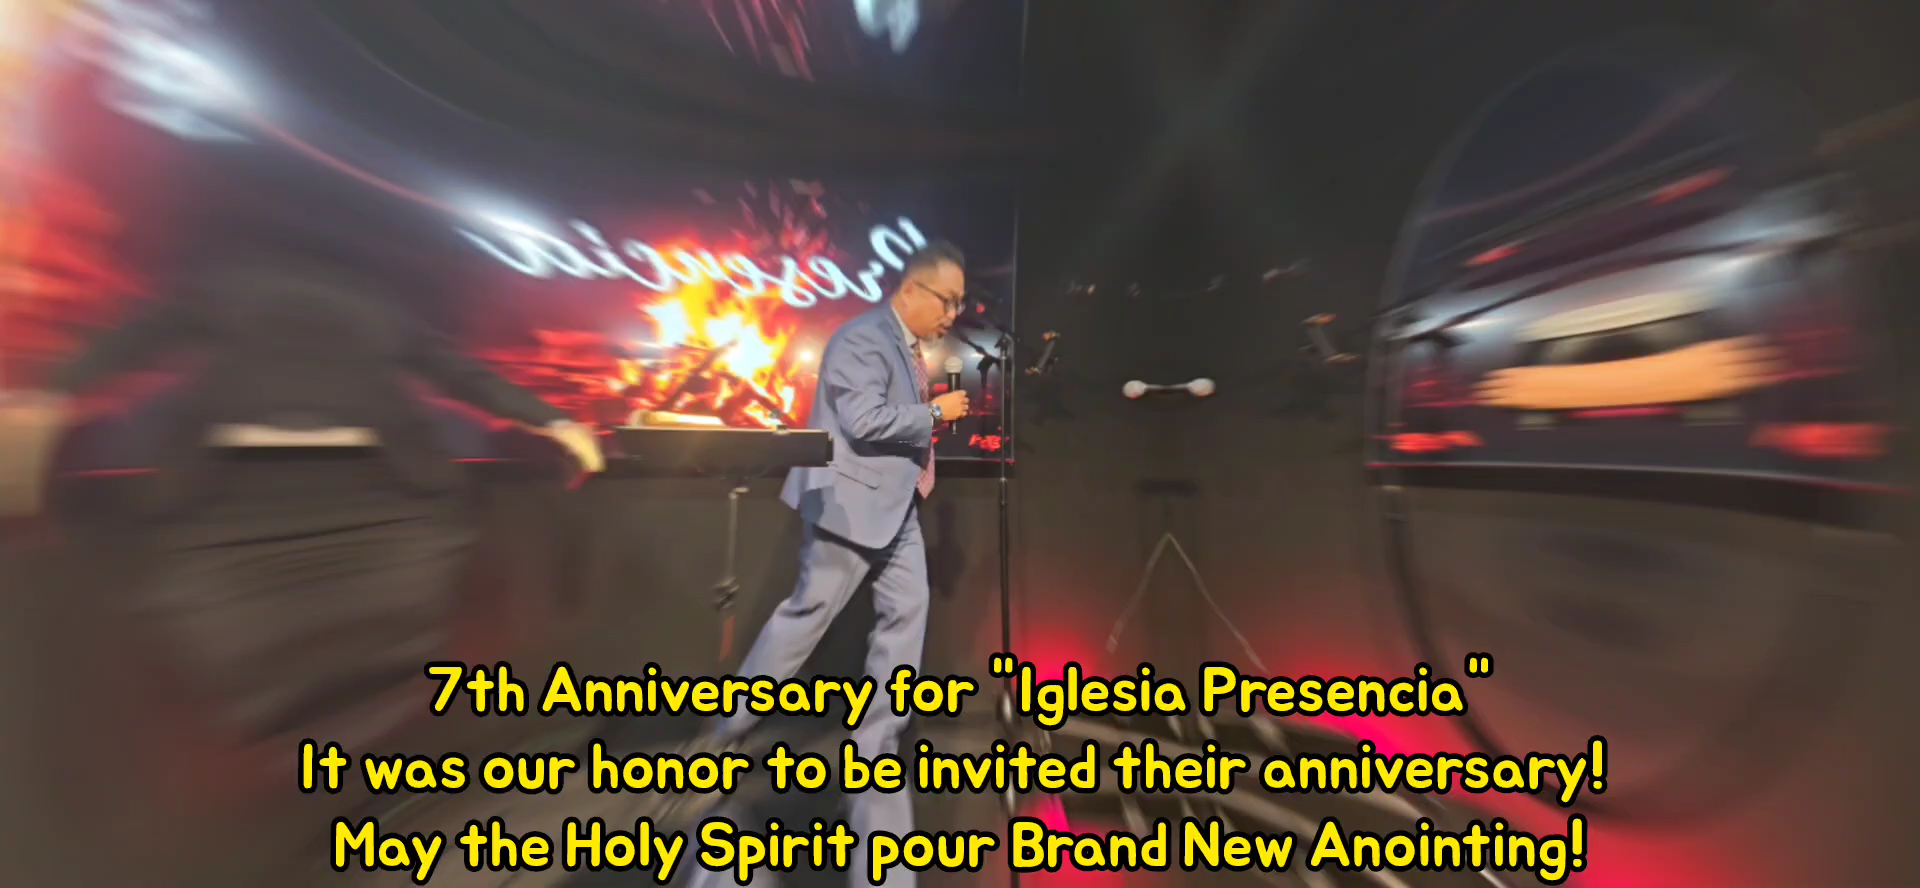 Presencia
7th Anniversary for "Iglesia Presencia"
It was our honor to be invited their anniversary!
May the Holy Spirit pour Brand New Anointing!